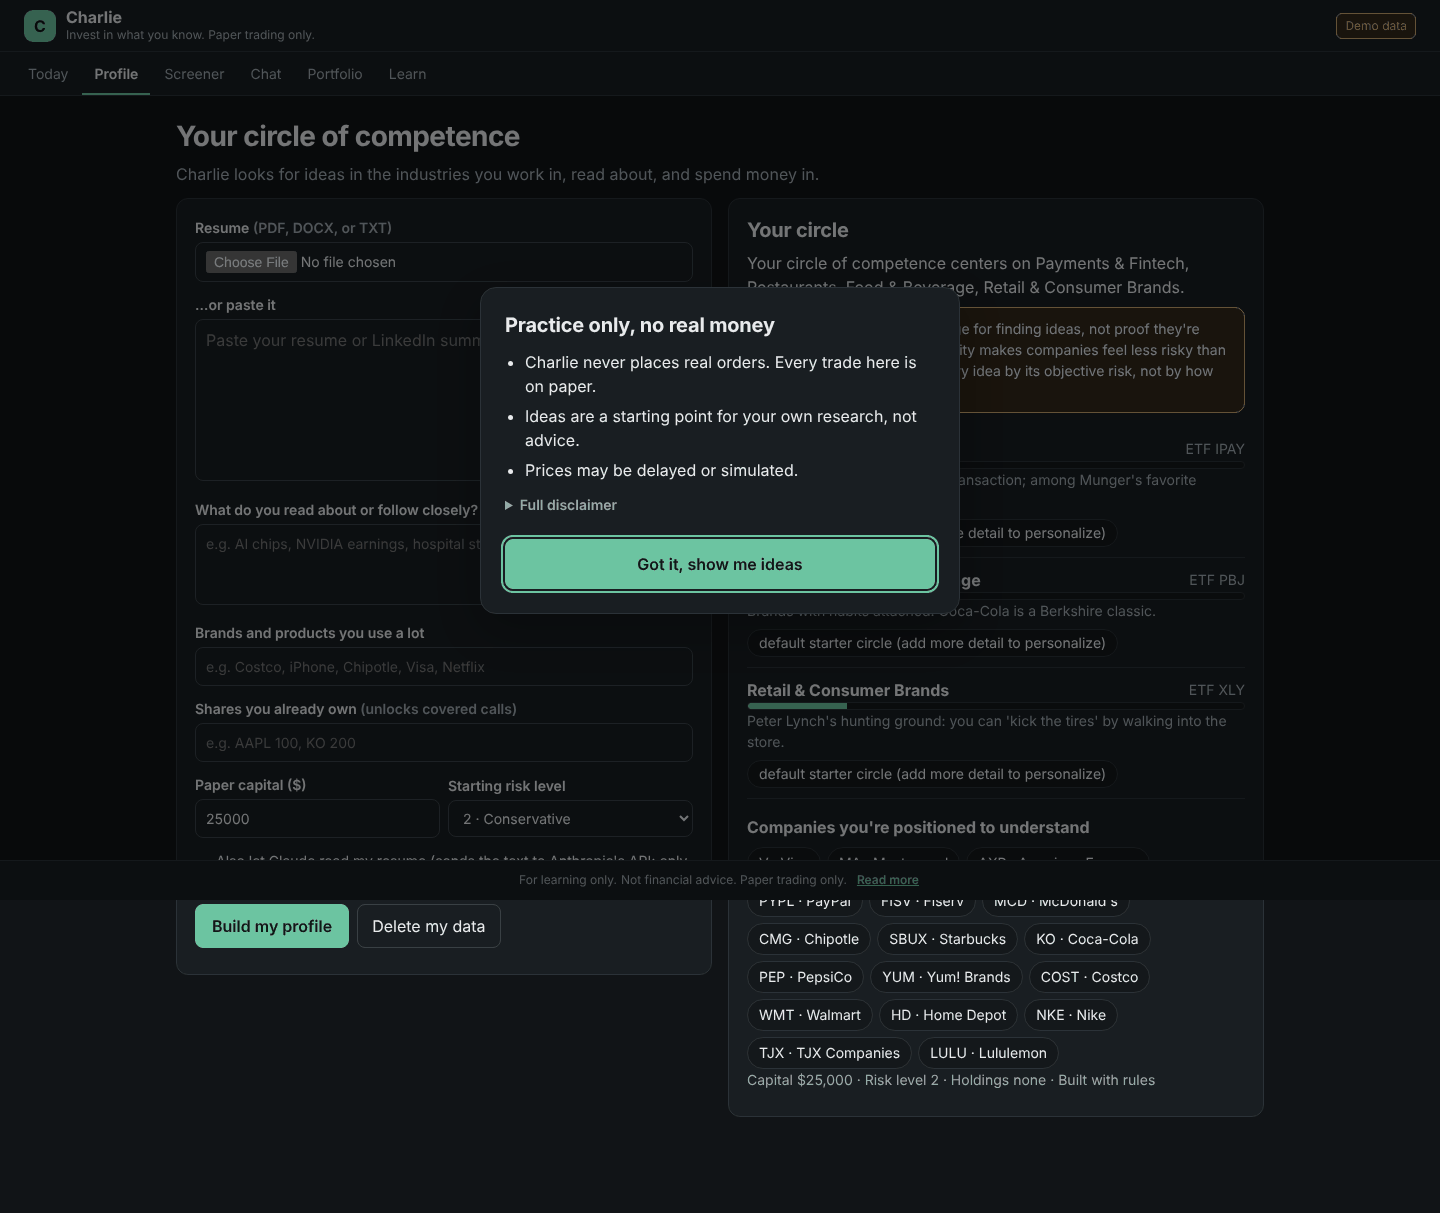 C
Charlie
Invest in what you know. Paper trading only.
Demo data
Today
Profile
Screener
Chat
Portfolio
Learn
Your circle of competence
Charlie looks for ideas in the industries you work in, read about, and spend money in.
Resume (PDF, DOCX, or TXT)
Choose File No file chosen
...or paste it
Paste your resume or LinkedIn summ
What do you read about or follow closely?
e.g. AI chips, NVIDIA earnings, hospital st
Brands and products you use a lot
e.g. Costco, iPhone, Chipotle, Visa, Netflix
Shares you already own (unlocks covered calls)
e.g. AAPL 100, KO 200
Paper capital ($)
Starting risk level
25000
2 · Conservative
Build my profile
Delete my data
Practice only, no real money
• Charlie never places real orders. Every trade here is
on paper.
• Ideas are a starting point for your own research, not
advice.
• Prices may be delayed or simulated.
Full disclaimer
Got it, show me ideas
Your circle
Your circle of competence centers on Payments & Fintech,
Restaurants, Food & Beverage, Retail & Consumer Brands.
e for finding ideas, not proof they're
ity makes companies feel less risky than
y idea by its objective risk, not by how
ETF IPAY
ansaction; among Munger's favorite
e detail to personalize)
ge
ETF PBJ
Coca-Cola is a Berkshire classic.
default starter circle (add more detail to personalize)
Retail & Consumer Brands
ETF XLY
Peter Lynch's hunting ground: you can 'kick the tires' by walking into the
store.
default starter circle (add more detail to personalize)
Companies you're positioned to understand
For learning only. Not financial advice. Paper trading only. Read more
PYPL · PayPal
FISV · Fiserv
MCD · McDonald's
CMG · Chipotle
SBUX · Starbucks
KO · Coca-Cola
PEP · PepsiCo
YUM · Yum! Brands
COST · Costco
WMT · Walmart
HD · Home Depot
NKE · Nike
TJX · TJX Companies
LULU · Lululemon
Capital $25,000 · Risk level 2 · Holdings none · Built with rules